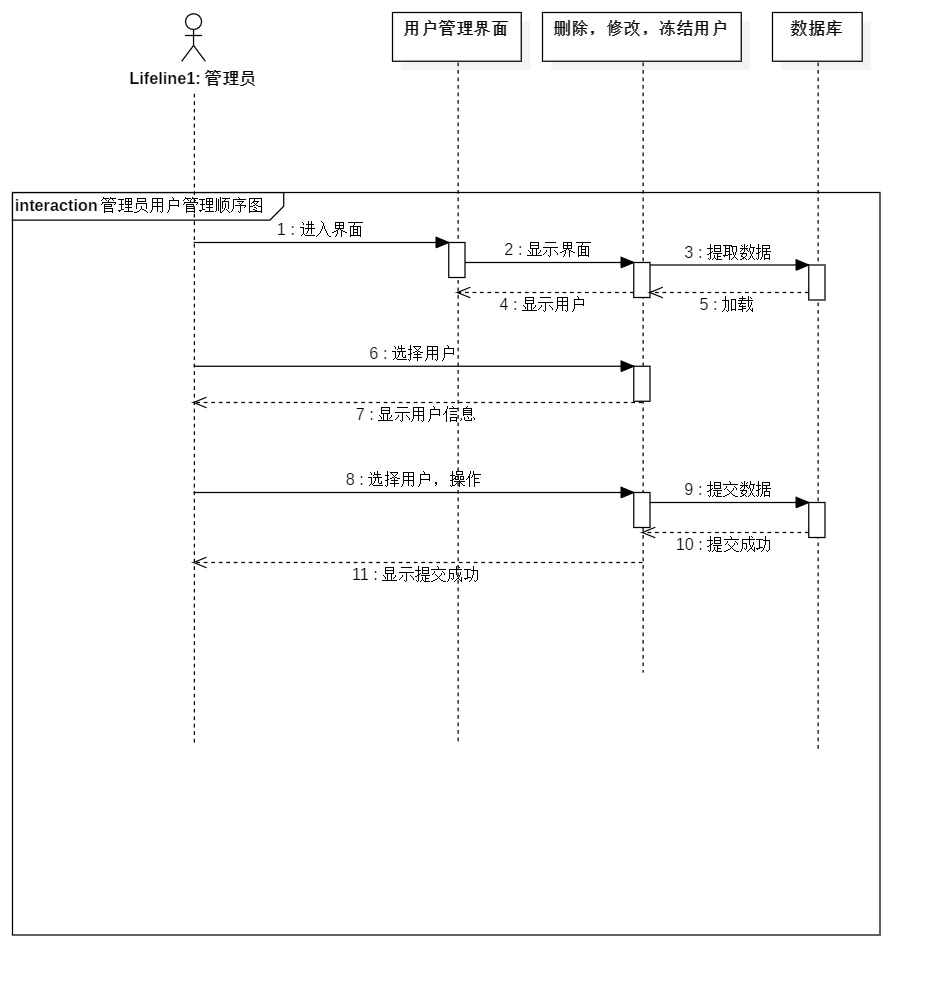 用户管理界面
删除，修改，冻结用户
数据库
Lifeline1: 管理员
interaction 管理员用户管理顺序图
1 : 进入界面
2 : 显示界面
3 : 提取数据
4 : 显示用户
5 : 加载
6 : 选择用户
7 : 显示用户信息
8 : 选择用户，操作
9 : 提交数据
10 : 提交成功
11 : 显示提交成功